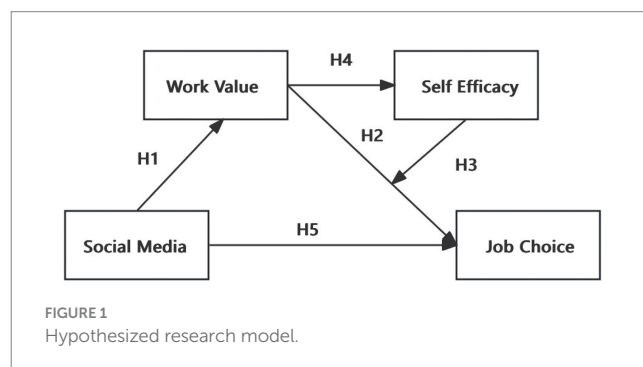 H4
Work Value
Self Efficacy
H2
H1
H3
H5
Social Media
Job Choice
FIGURE 1
Hypothesized research model.